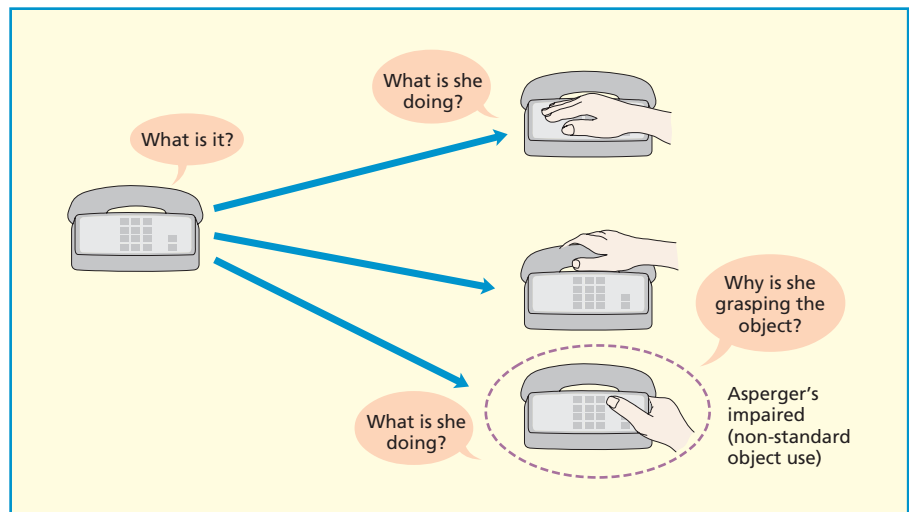 What is she
doing?
What is it?
Why is she
grasping the
object?
Asperger's
impaired
(non-standard
object use)
What is she
doing?